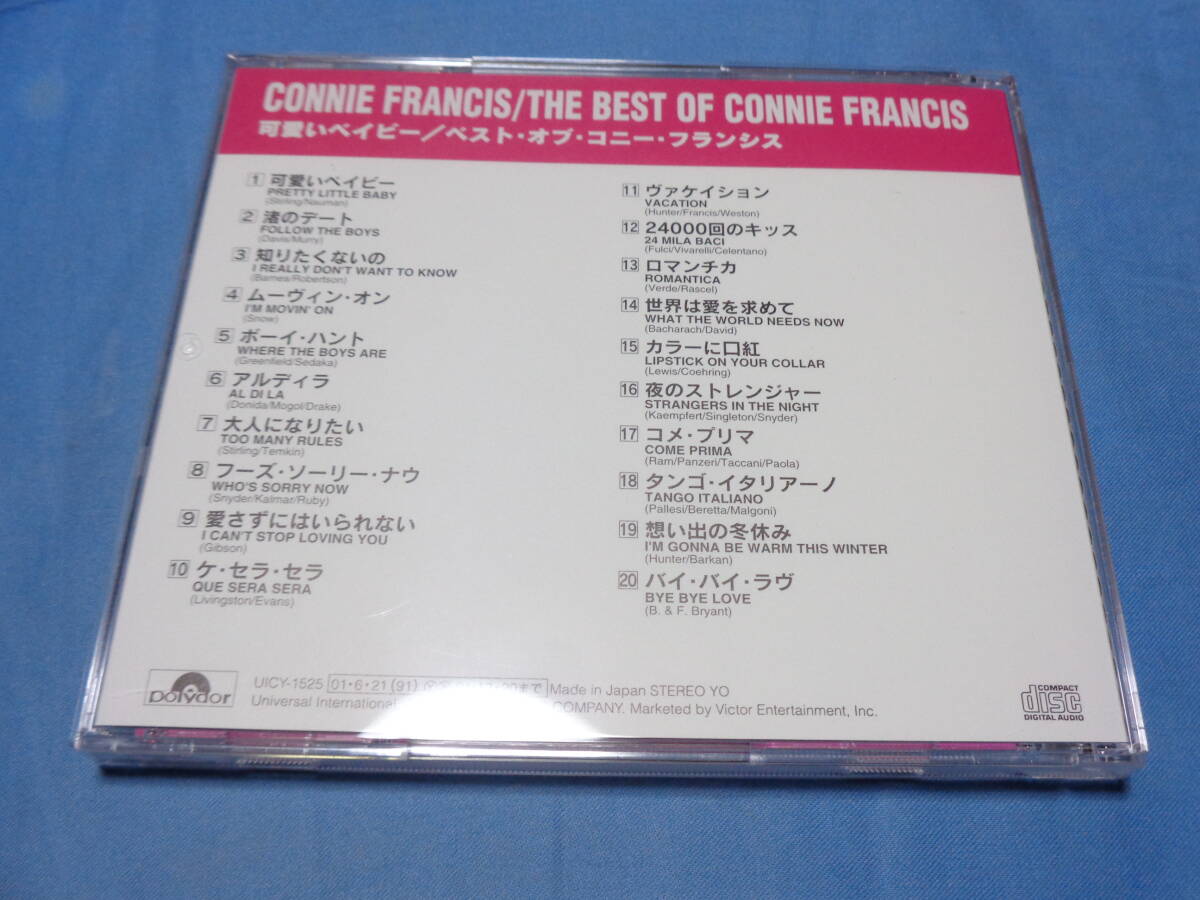 CONNIE FRANCIS/THE BEST OF CONNIE FRANCIS
可愛いベイビー／ベスト・オブ・コニー・フランシス
1 可愛いベイビー
PRETTY LITTLE BABY
(Stirling/Nauman)
2 渚のデート
FOLLOW THE BOYS
(Davis/Murry)
3 知りたくないの
I REALLY DON'T WANT TO KNOW
(Barnes/Robertson)
4 ムーヴィン・オン
I'M MOVIN' ON
(Snow)
5 ボーイ・ハント
WHERE THE BOYS ARE
(Greenfield/Sedaka)
6 アルディラ
AL DI LA
(Donida/Mogol/Drake)
7 大人になりたい
TOO MANY RULES
(Stirling/Temkin)
8 フーズ・ソーリー・ナウ
WHO'S SORRY NOW
(Snyder/Kalmar/Ruby)
9 愛さずにはいられない
I CAN'T STOP LOVING YOU
(Gibson)
10 ケ・セラ・セラ
QUE SERA SERA
(Livingston/Evans)
11 ヴァケイション
VACATION
(Hunter/Francis/Weston)
12 24000回のキッス
24 MILA BACI
(Fulci/Vivarelli/Celentano)
13 ロマンチカ
ROMANTICA
(Verde/Rascel)
14 世界は愛を求めて
WHAT THE WORLD NEEDS NOW
(Bacharach/David)
15 カラーに口紅
LIPSTICK ON YOUR COLLAR
(Lewis/Coehring)
16 夜のストレンジャー
STRANGERS IN THE NIGHT
(Kaempfert/Singleton/Snyder)
17 コメ・プリマ
COME PRIMA
(Ram/Panzeri/Taccani/Paola)
18 タンゴ・イタリアーノ
TANGO ITALIANO
(Pallesi/Beretta/Malgoni)
19 想い出の冬休み
I'M GONNA BE WARM THIS WINTER
(Hunter/Barkan)
20 バイ・バイ・ラヴ
BYE BYE LOVE
(B. & F. Bryant)
polydor
UICY-1525 01・6・21 (91) まで Made in Japan STEREO YO
Universal International COMPANY. Marketed by Victor Entertainment, Inc.
COMPACT
disc
DIGITAL AUDIO